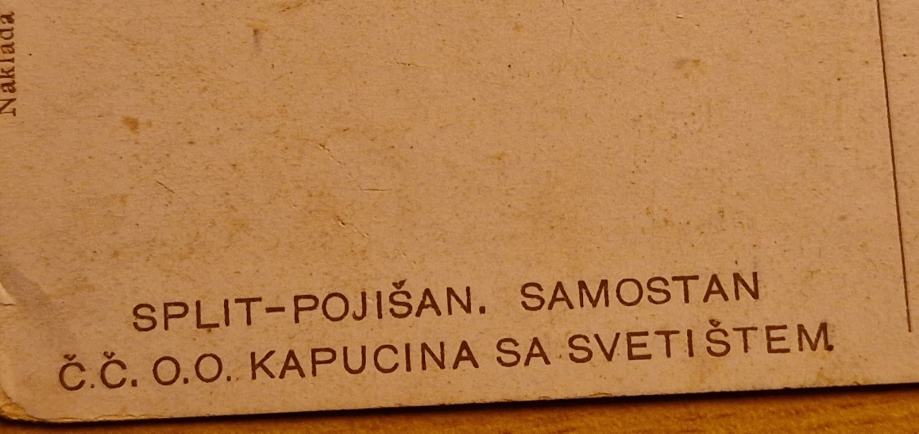 Naklada
SPLIT-POJIŠAN. SAMOSTAN
Č.Č. O.O. KAPUCINA SA SVETIŠTEM.